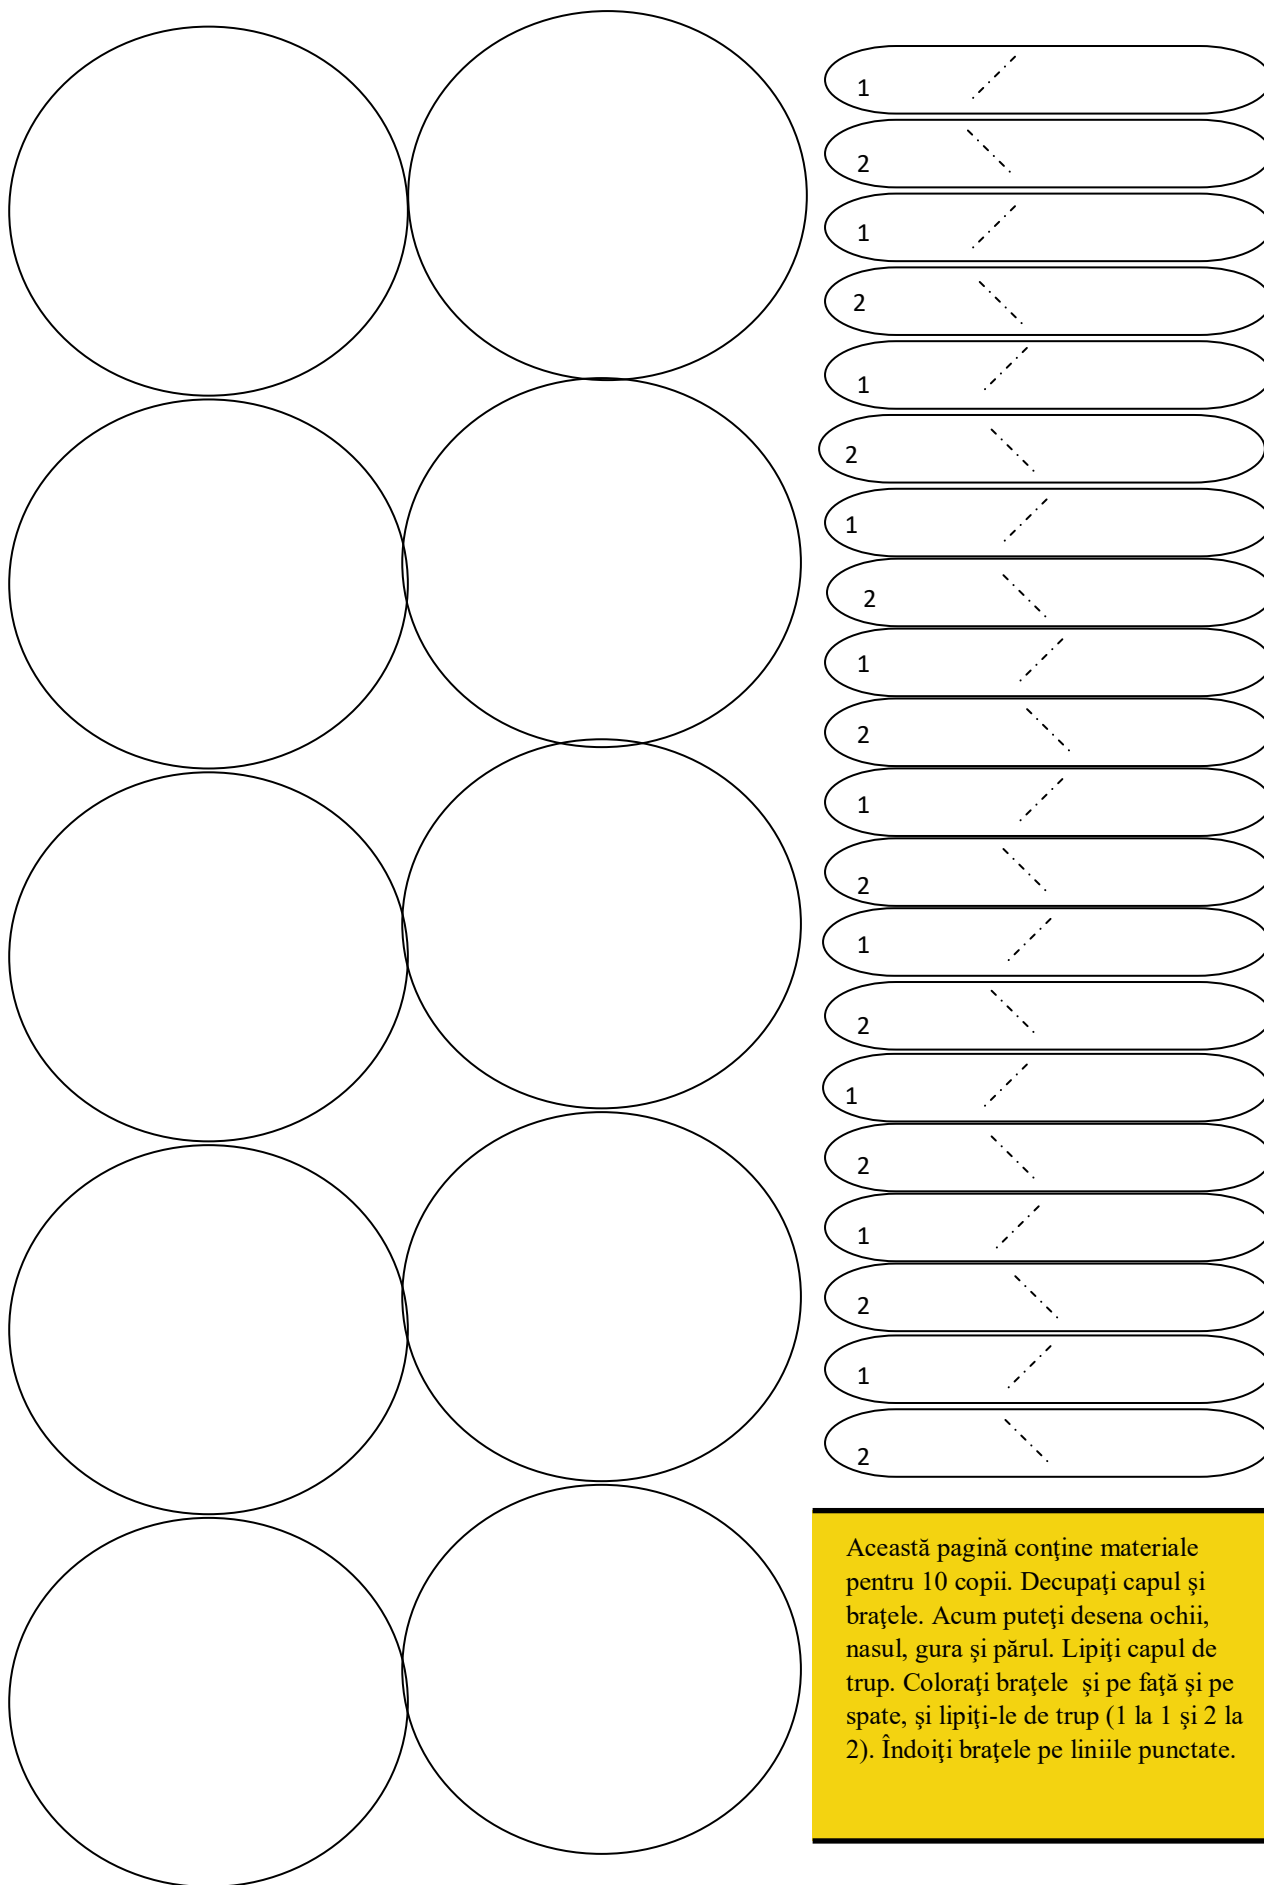 1
2
1
2
1
2
1
2
1
2
1
2
1
2
1
2
1
2
1
2
Această pagină conţine materiale
pentru 10 copii. Decupaţi capul şi
braţele. Acum puteţi desena ochii,
nasul, gura şi părul. Lipiţi capul de
trup. Coloraţi braţele  şi pe faţă şi pe
spate, şi lipiţi-le de trup (1 la 1 şi 2 la
2). Îndoiţi braţele pe liniile punctate.